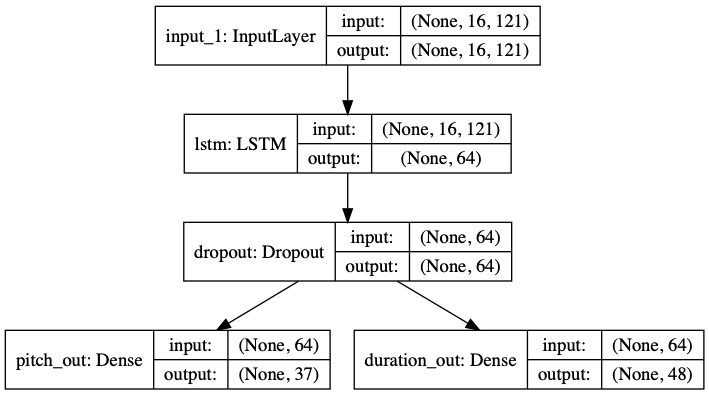 input_1: InputLayer
input: (None, 16, 121)
output: (None, 16, 121)
lstm: LSTM
input: (None, 16, 121)
output: (None, 64)
dropout: Dropout
input: (None, 64)
output: (None, 64)
pitch_out: Dense
input: (None, 64)
output: (None, 37)
duration_out: Dense
input: (None, 64)
output: (None, 48)